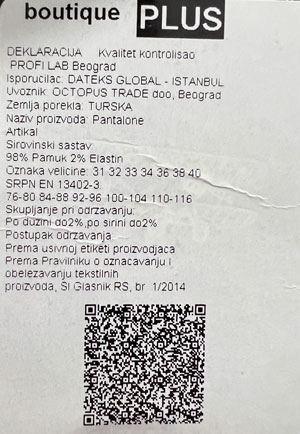 boutique PLUS
DEKLARACIJA Kvalitet kontrolisao
PROFI LAB Beograd
Isporucilac: DATEKS GLOBAL - ISTANBUL
Uvoznik: OCTOPUS TRADE doo, Beograd
Zemlja porekla: TURSKA
Naziv proizvoda: Pantalone
Artikal
Sirovinski sastav:
98% Pamuk 2% Elastin
Oznaka velicine: 31 32 33 34 36 38 40
SRPN EN 13402-3:
76-80 84-88 92-96 100-104 110-116
Skupljanje pri odrzavanju:
Po duzini do2% ,po sirini do2%
Postupak odrzavanja:
Prema usivnoj etiketi proizvodjaca
Prema Pravilniku o oznacavanju i
obelezavanju tekstilnih
proizvoda, Sl Glasnik RS, br 1/2014